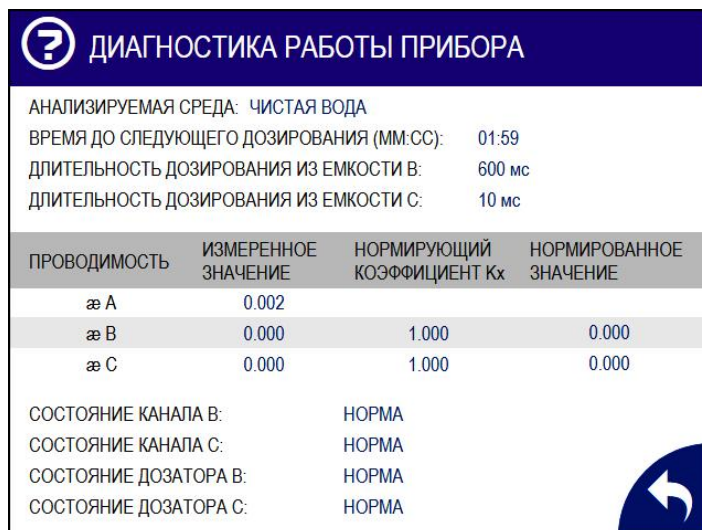 ? ДИАГНОСТИКА РАБОТЫ ПРИБОРА
АНАЛИЗИРУЕМАЯ СРЕДА: ЧИСТАЯ ВОДА
ВРЕМЯ ДО СЛЕДУЮЩЕГО ДОЗИРОВАНИЯ (ММ:СС): 01:59
ДЛИТЕЛЬНОСТЬ ДОЗИРОВАНИЯ ИЗ ЕМКОСТИ В: 600 мс
ДЛИТЕЛЬНОСТЬ ДОЗИРОВАНИЯ ИЗ ЕМКОСТИ С: 10 мс
ПРОВОДИМОСТЬ ИЗМЕРЕННОЕ ЗНАЧЕНИЕ НОРМИРУЮЩИЙ КОЭФФИЦИЕНТ Кх НОРМИРОВАННОЕ ЗНАЧЕНИЕ
æ А 0.002
æ В 0.000 1.000 0.000
æ С 0.000 1.000 0.000
СОСТОЯНИЕ КАНАЛА В: НОРМА
СОСТОЯНИЕ КАНАЛА С: НОРМА
СОСТОЯНИЕ ДОЗАТОРА В: НОРМА
СОСТОЯНИЕ ДОЗАТОРА С: НОРМА